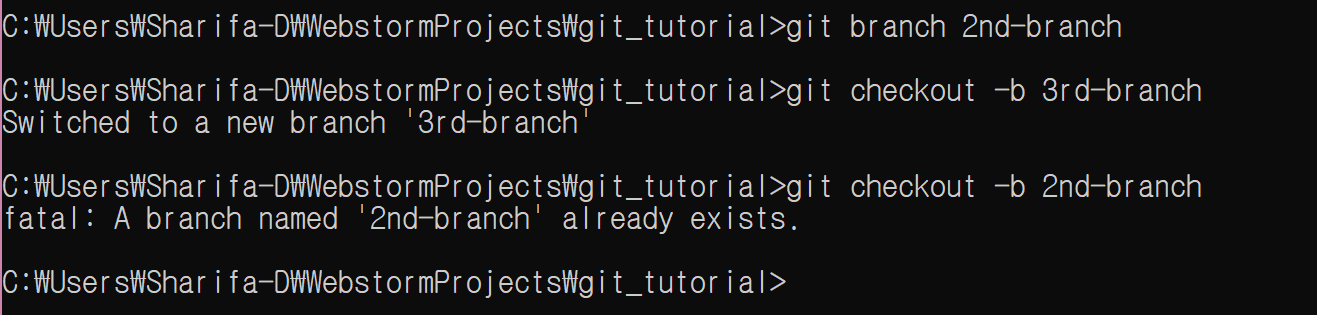 C:₩Users₩Sharifa-D₩WebstormProjects₩git_tutorial>git branch 2nd-branch
C:₩Users₩Sharifa-D₩WebstormProjects₩git_tutorial>git checkout -b 3rd-branch
Switched to a new branch '3rd-branch'
C:₩Users₩Sharifa-D₩WebstormProjects₩git_tutorial>git checkout -b 2nd-branch
fatal: A branch named '2nd-branch' already exists.
C:₩Users₩Sharifa-D₩WebstormProjects₩git_tutorial>